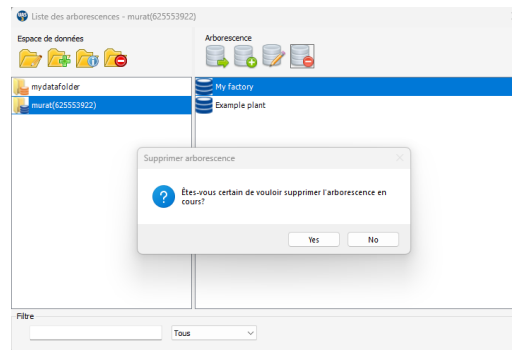 Liste des arborescences - murat(625553922)
Espace de données
Arborescence
mydatafolder
murat(625553922)
My factory
Example plant
Supprimer arborescence
Êtes-vous certain de vouloir supprimer l'arborescence en
cours?
Yes
No
Filtre
Tous